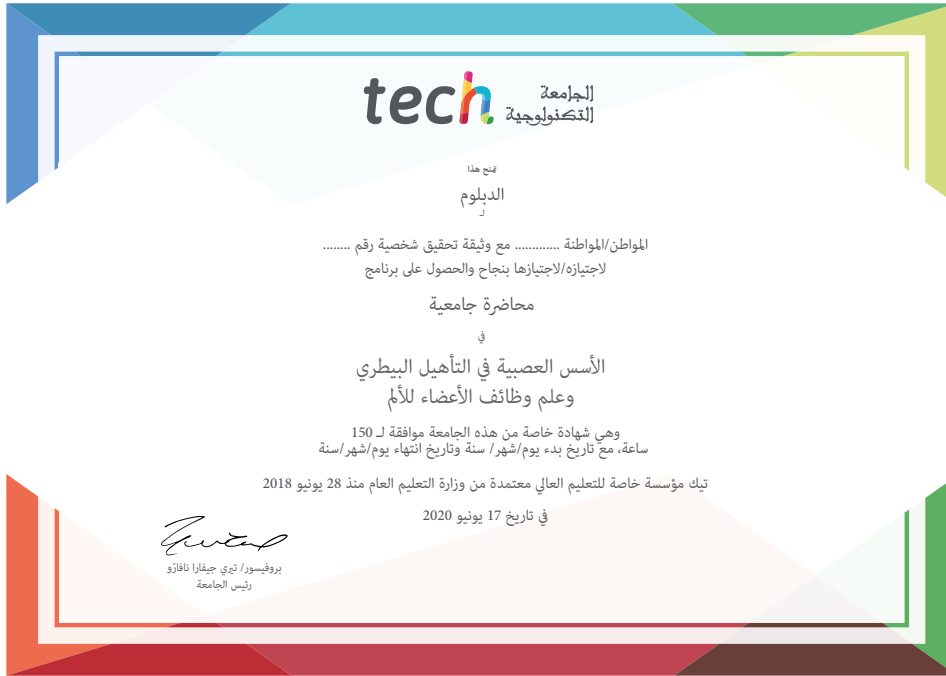 tech الجامعة
التكنولوجية
تمنح هذا
الدبلوم
لـ
المواطن/المواطنة ............. مع وثيقة تحقيق شخصية رقم ........
لاجتيازه/لاجتيازها بنجاح والحصول على برنامج
محاضرة جامعية
في
الأسس العصبية في التأهيل البيطري
وعلم وظائف الأعضاء للألم
وهي شهادة خاصة من هذه الجامعة موافقة لـ 150
ساعة، مع تاريخ بدء يوم/شهر/ سنة وتاريخ انتهاء يوم/شهر/سنة
تيك مؤسسة خاصة للتعليم العالي معتمدة من وزارة التعليم العام منذ 28 يونيو 2018
في تاريخ 17 يونيو 2020
بروفيسور/ تيري جيفارا نافارّو
رئيس الجامعة